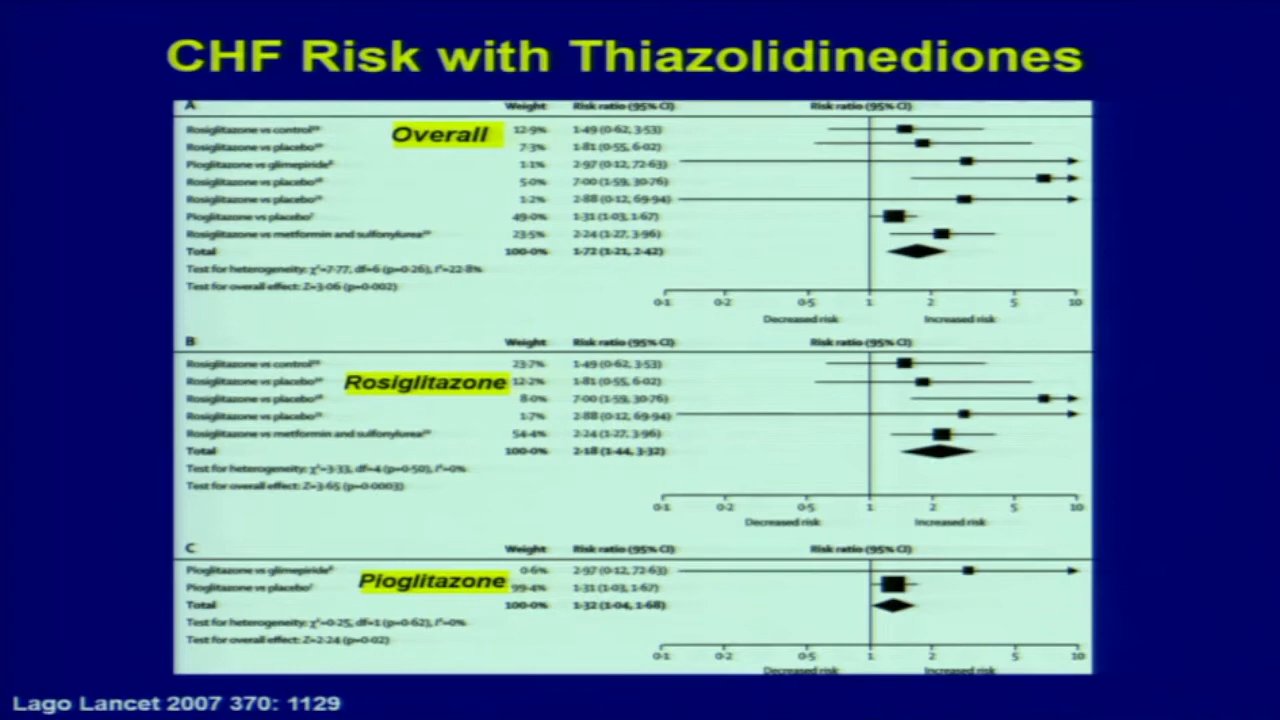 CHF Risk with Thiazolidinediones
A Weight Risk ratio (95% CI) Risk ratio (95% CI)
Overall
Rosiglitazone vs control 12·9% 1·49 (0·62, 3·53)
Rosiglitazone vs placebo 7·3% 1·81 (0·55, 6·02)
Pioglitazone vs glimepiride 1·1% 2·97 (0·12, 72·63)
Rosiglitazone vs placebo 5·0% 7·00 (1·59, 30·76)
Rosiglitazone vs placebo 1·2% 2·88 (0·12, 69·94)
Pioglitazone vs placebo 49·0% 1·31 (1·03, 1·67)
Rosiglitazone vs metformin and sulfonylurea 23·5% 2·24 (1·27, 3·96)
Total 100·0% 1·72 (1·21, 2·42)
Test for heterogeneity: χ²=7·77, df=6 (p=0·26), I²=22·8%
Test for overall effect: Z=3·06 (p=0·002)
0·1 0·2 0·5 1 2 5 10
Decreased risk Increased risk
B Weight Risk ratio (95% CI) Risk ratio (95% CI)
Rosiglitazone vs control 23·7% 1·49 (0·62, 3·53)
Rosiglitazone
Rosiglitazone vs placebo 12·2% 1·81 (0·55, 6·02)
Rosiglitazone vs placebo 8·0% 7·00 (1·59, 30·76)
Rosiglitazone vs placebo 1·7% 2·88 (0·12, 69·94)
Rosiglitazone vs metformin and sulfonylurea 54·4% 2·24 (1·27, 3·96)
Total 100·0% 2·18 (1·44, 3·32)
Test for heterogeneity: χ²=3·33, df=4 (p=0·50), I²=0%
Test for overall effect: Z=3·65 (p=0·0003)
0·1 0·2 0·5 1 2 5 10
Decreased risk Increased risk
C Weight Risk ratio (95% CI) Risk ratio (95% CI)
Pioglitazone vs glimepiride 0·6% 2·97 (0·12, 72·63)
Pioglitazone
Pioglitazone vs placebo 99·4% 1·31 (1·03, 1·67)
Total 100·0% 1·32 (1·04, 1·68)
Test for heterogeneity: χ²=0·25, df=1 (p=0·62), I²=0%
Test for overall effect: Z=2·24 (p=0·02)
0·1 0·2 0·5 1 2 5 10
Decreased risk Increased risk
Lago Lancet 2007 370: 1129